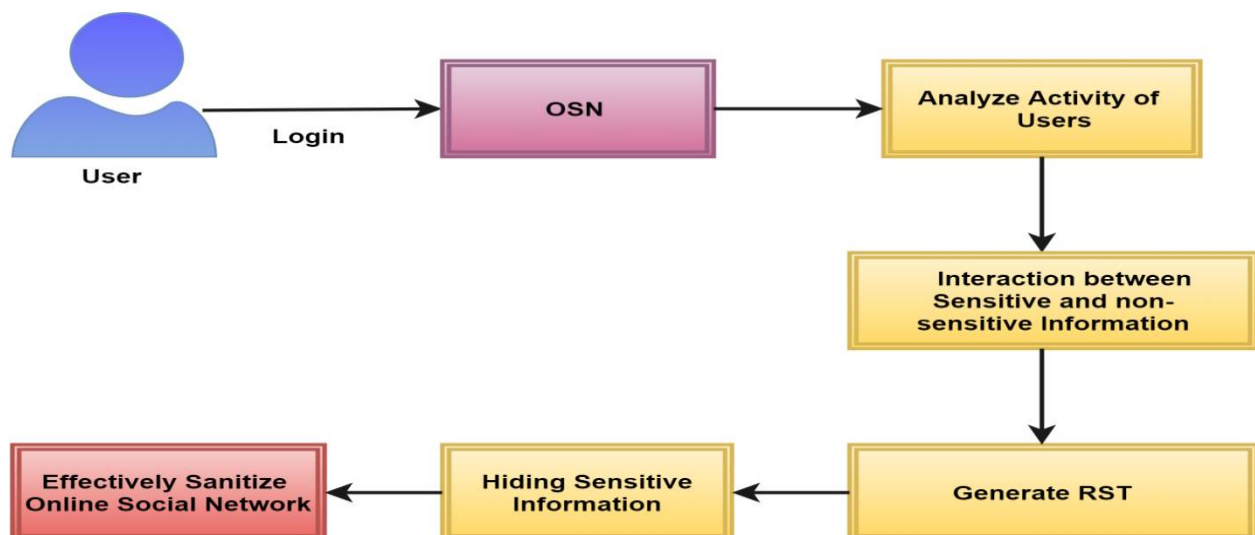 User
Login
OSN
Analyze Activity of
Users
Interaction between
Sensitive and non-
sensitive Information
Generate RST
Hiding Sensitive
Information
Effectively Sanitize
Online Social Network